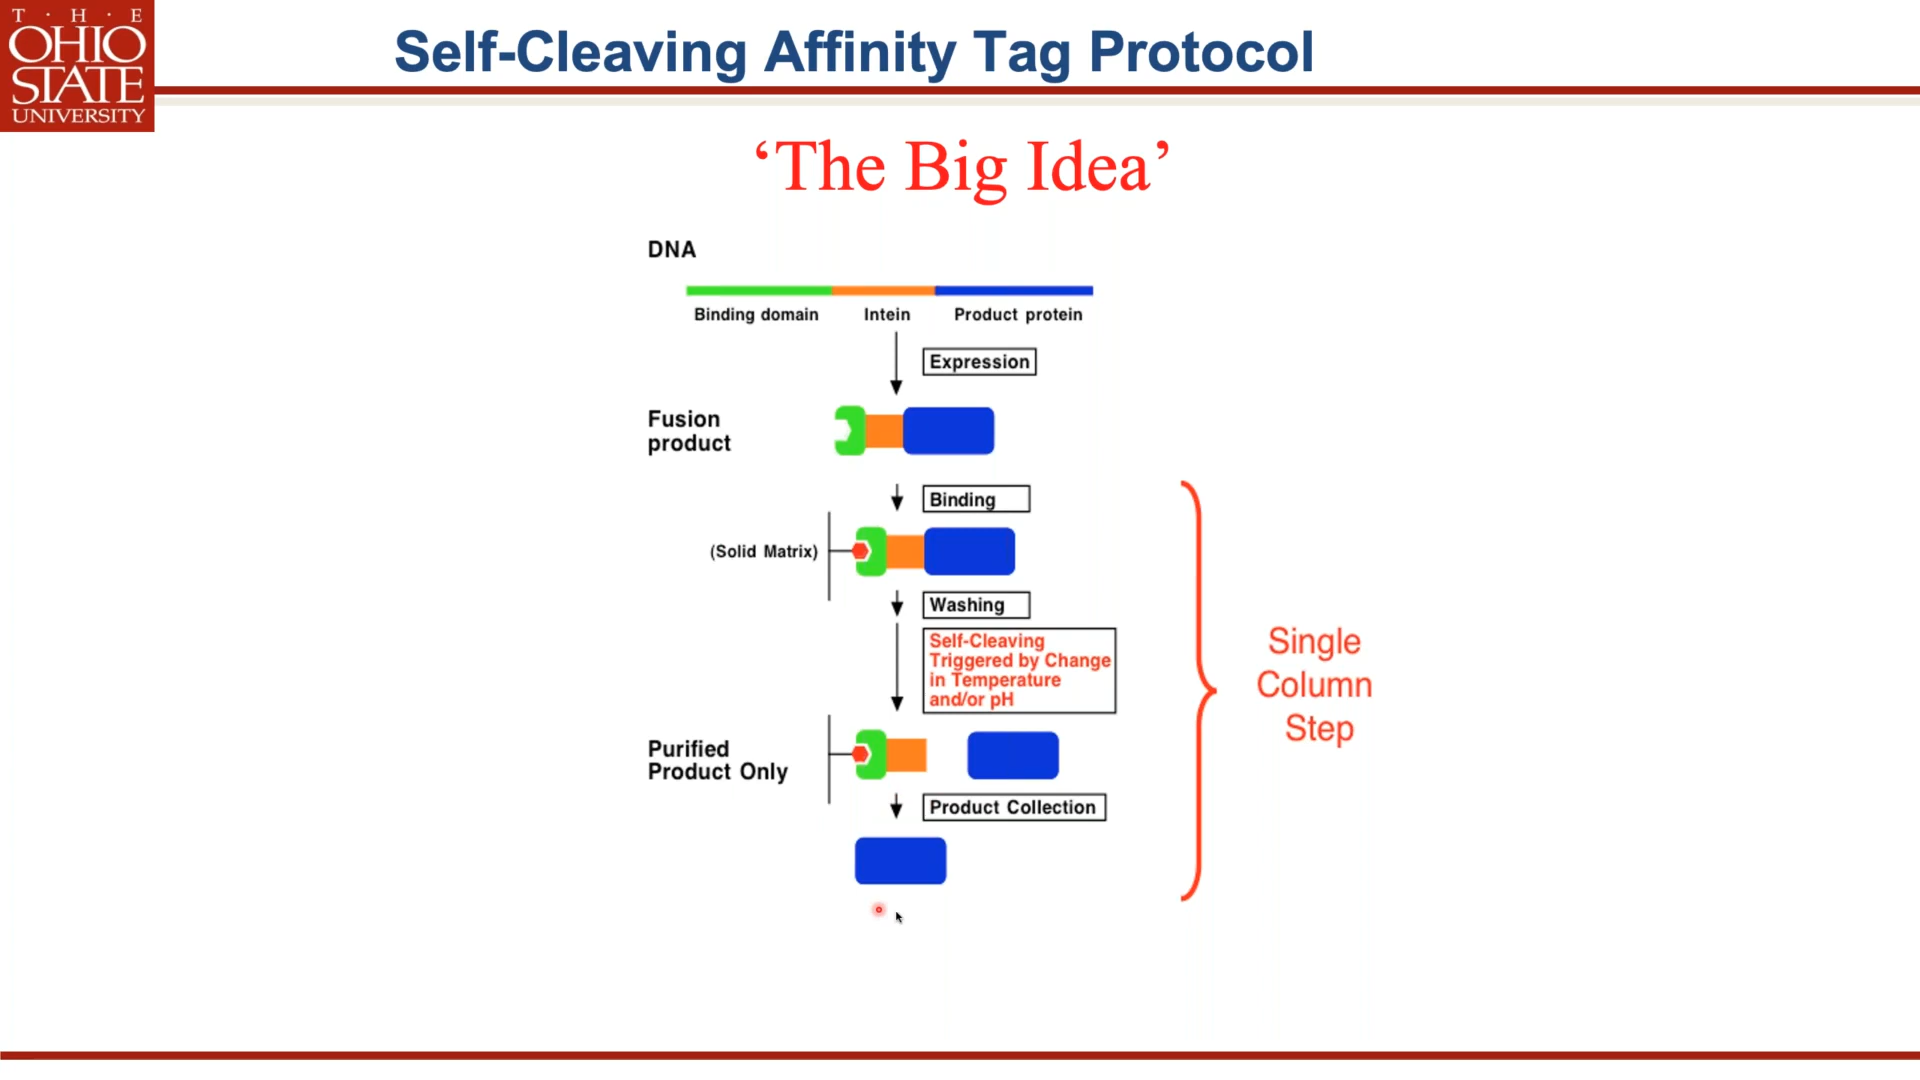 T · H · E
OHIO
STATE
UNIVERSITY
Self-Cleaving Affinity Tag Protocol
‘The Big Idea’
DNA
Binding domain
Intein
Product protein
Expression
Fusion
product
Binding
(Solid Matrix)
Washing
Self-Cleaving
Triggered by Change
in Temperature
and/or pH
Single
Column
Step
Purified
Product Only
Product Collection